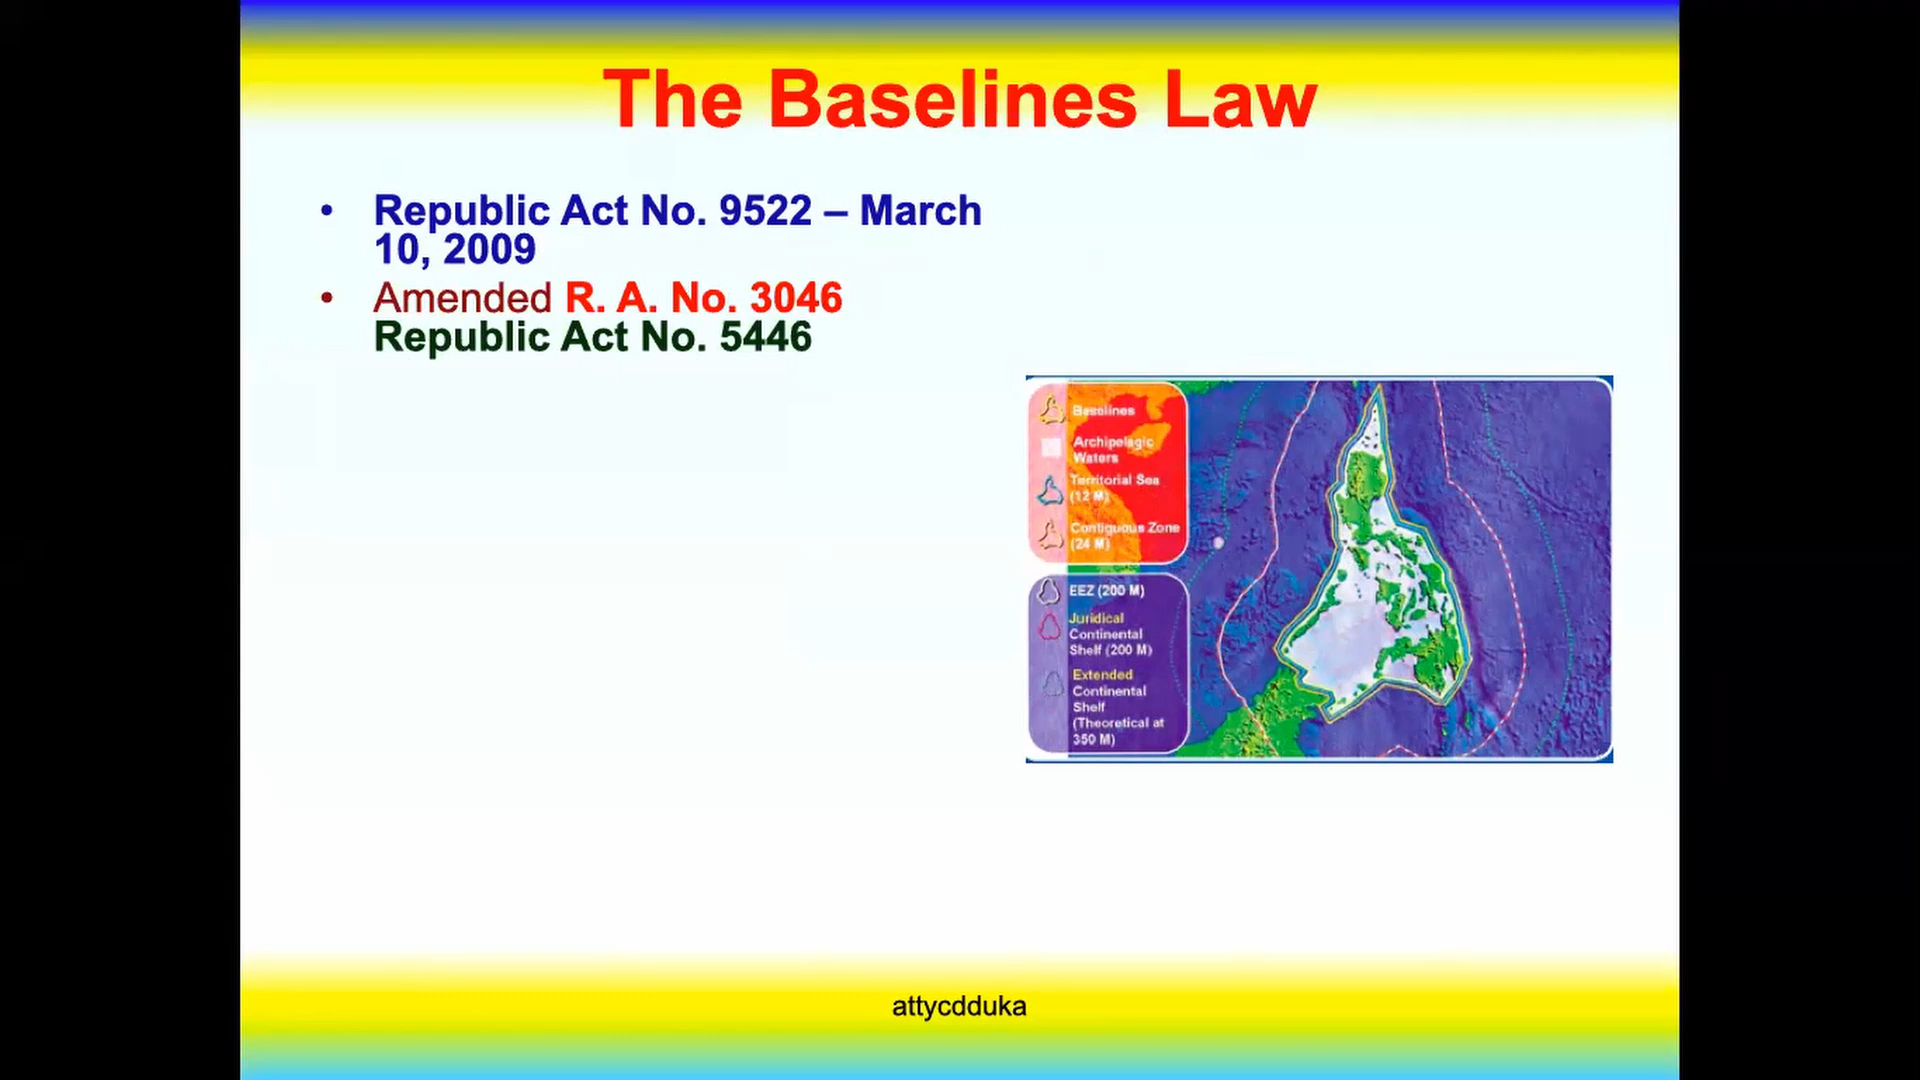 The Baselines Law
• Republic Act No. 9522 – March
10, 2009
• Amended R. A. No. 3046
Republic Act No. 5446
Baselines
Archipelagic
Waters
Territorial Sea
(12 M)
Contiguous Zone
(24 M)
EEZ (200 M)
Juridical
Continental
Shelf (200 M)
Extended
Continental
Shelf
(Theoretical at
350 M)
attycdduka